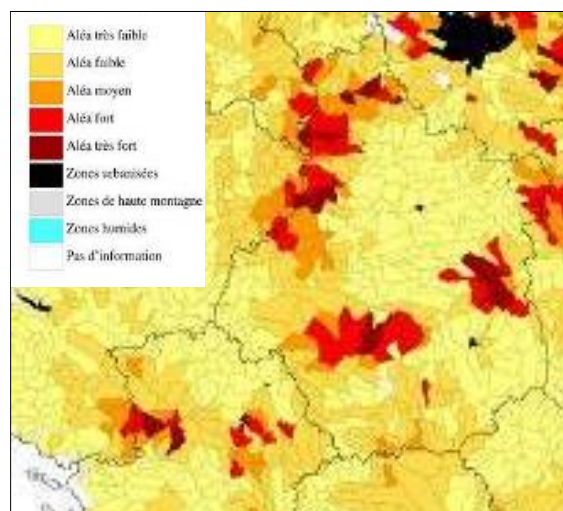 Aléa très faible
Aléa faible
Aléa moyen
Aléa fort
Aléa très fort
Zones urbanisées
Zones de haute montagne
Zones humides
Pas d'information